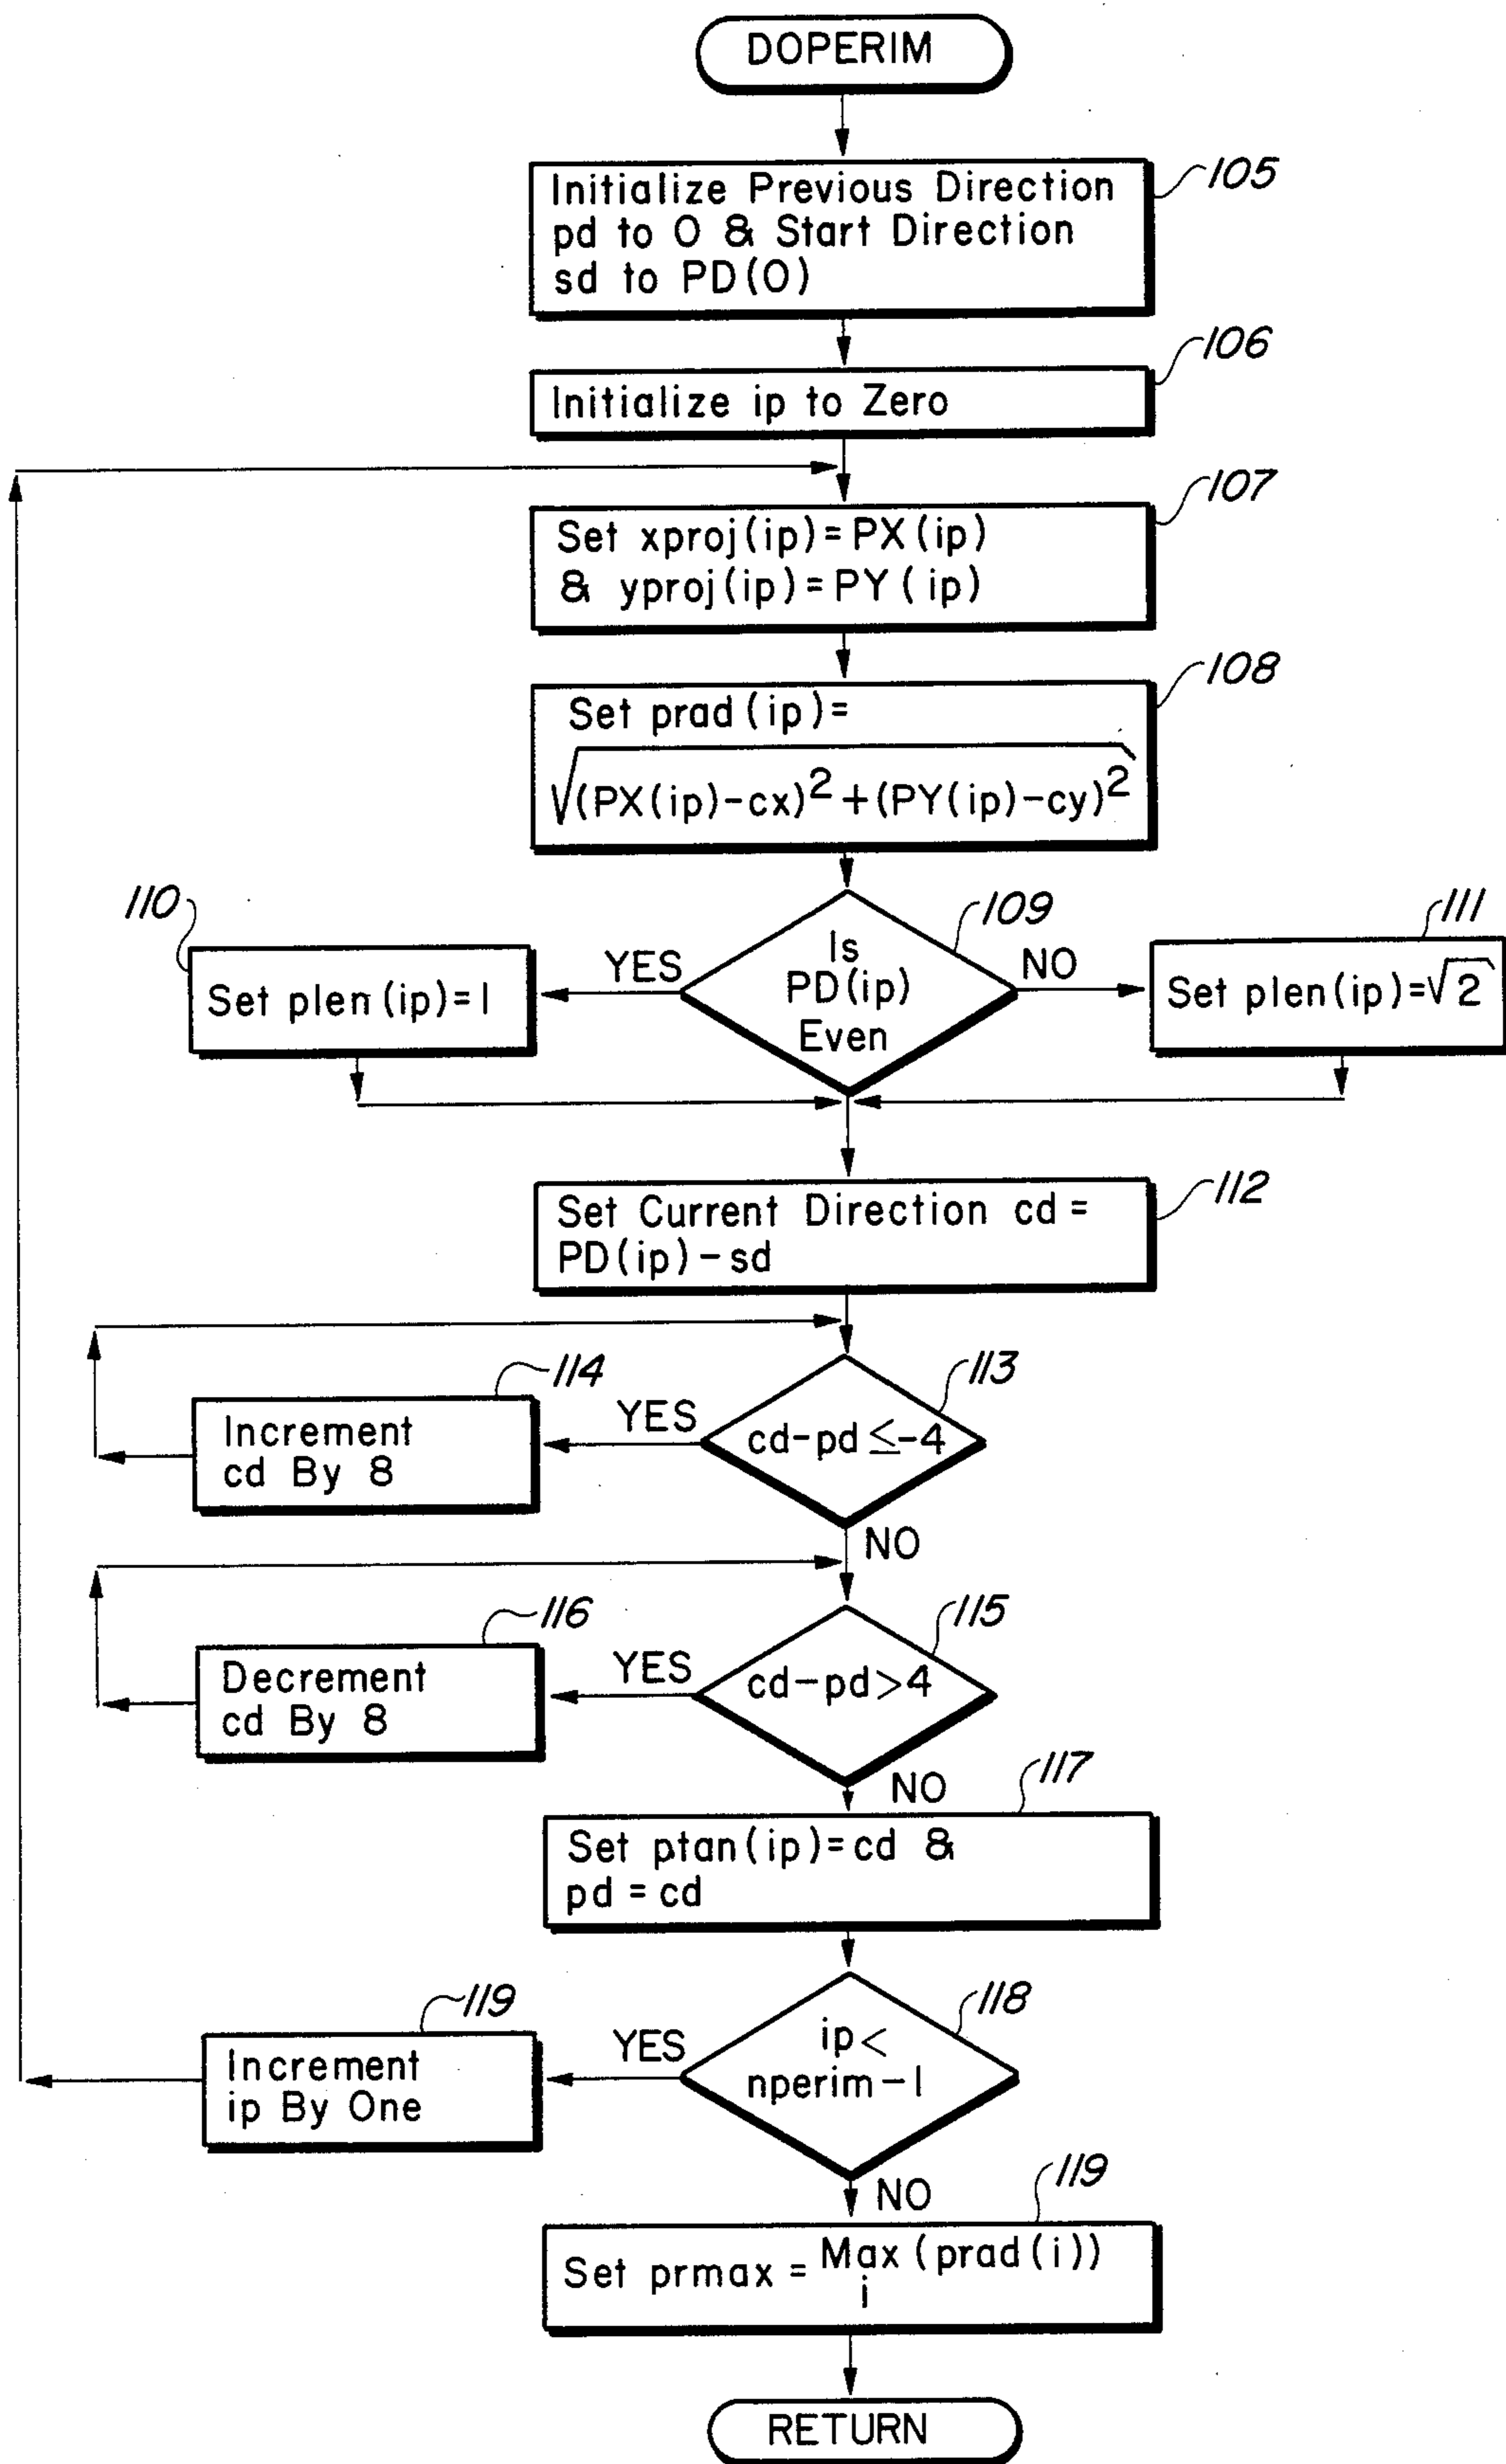 DOPERIM
105
Initialize Previous Direction
pd to 0 & Start Direction
sd to PD(0)
106
Initialize ip to Zero
107
Set xproj(ip)=PX(ip)
& yproj(ip)=PY(ip)
108
Set prad(ip)=
√(PX(ip)-cx)²+(PY(ip)-cy)²
109
Is
PD(ip)
Even
YES
NO
110
Set plen(ip)=1
111
Set plen(ip)=√2
112
Set Current Direction cd=
PD(ip)-sd
113
cd-pd≤-4
YES
114
Increment
cd By 8
NO
115
cd-pd>4
YES
116
Decrement
cd By 8
NO
117
Set ptan(ip)=cd &
pd=cd
118
ip<
nperim-1
YES
119
Increment
ip By One
NO
119
Set prmax=Max(prad(i))
i
RETURN